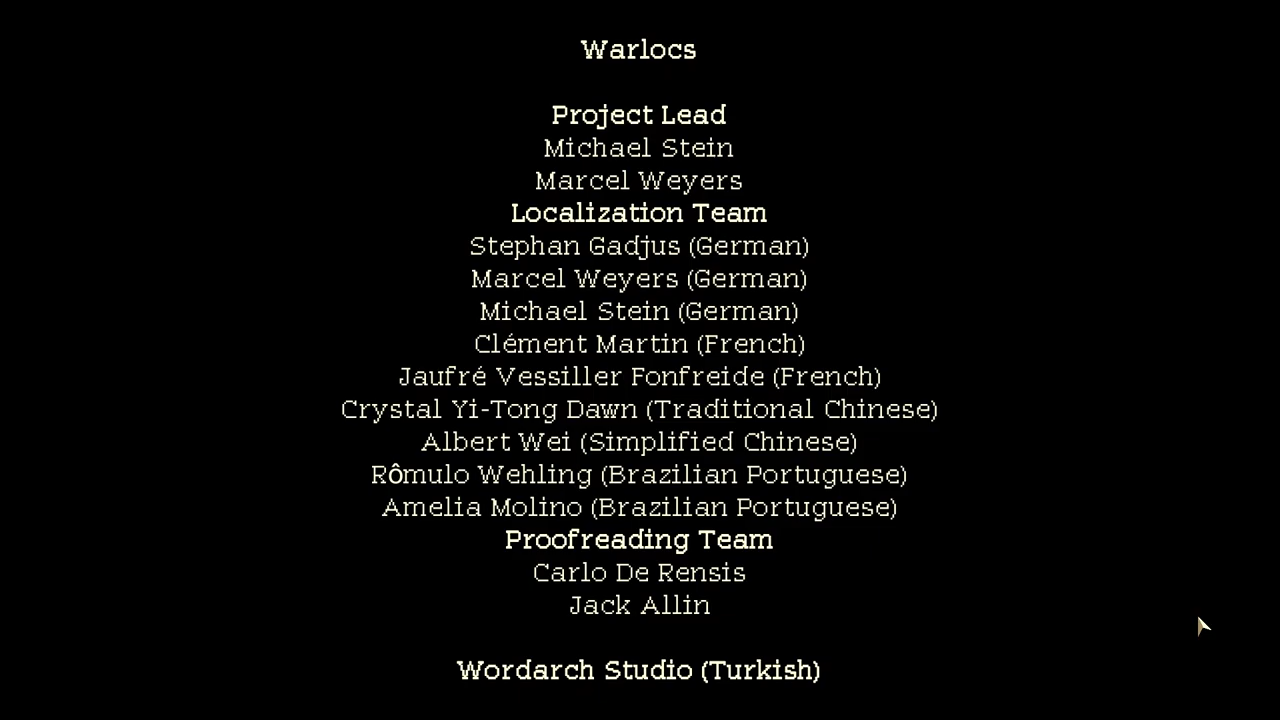 Warlocs
Project Lead
Michael Stein
Marcel Weyers
Localization Team
Stephan Gadjus (German)
Marcel Weyers (German)
Michael Stein (German)
Clément Martin (French)
Jaufré Vessiller Fonfreide (French)
Crystal Yi-Tong Dawn (Traditional Chinese)
Albert Wei (Simplified Chinese)
Rômulo Wehling (Brazilian Portuguese)
Amelia Molino (Brazilian Portuguese)
Proofreading Team
Carlo De Rensis
Jack Allin
Wordarch Studio (Turkish)